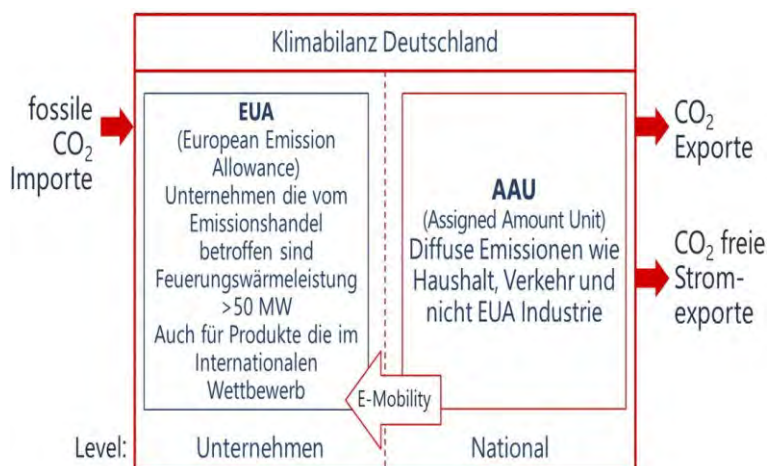 Klimabilanz Deutschland
fossile
CO₂
Importe
EUA
(European Emission
Allowance)
Unternehmen die vom
Emissionshandel
betroffen sind
Feuerungswärmeleistung
>50 MW
Auch für Produkte die im
Internationalen
Wettbewerb
AAU
(Assigned Amount Unit)
Diffuse Emissionen wie
Haushalt, Verkehr und
nicht EUA Industrie
E-Mobility
CO₂
Exporte
CO₂ freie
Strom-
exporte
Level:
Unternehmen
National